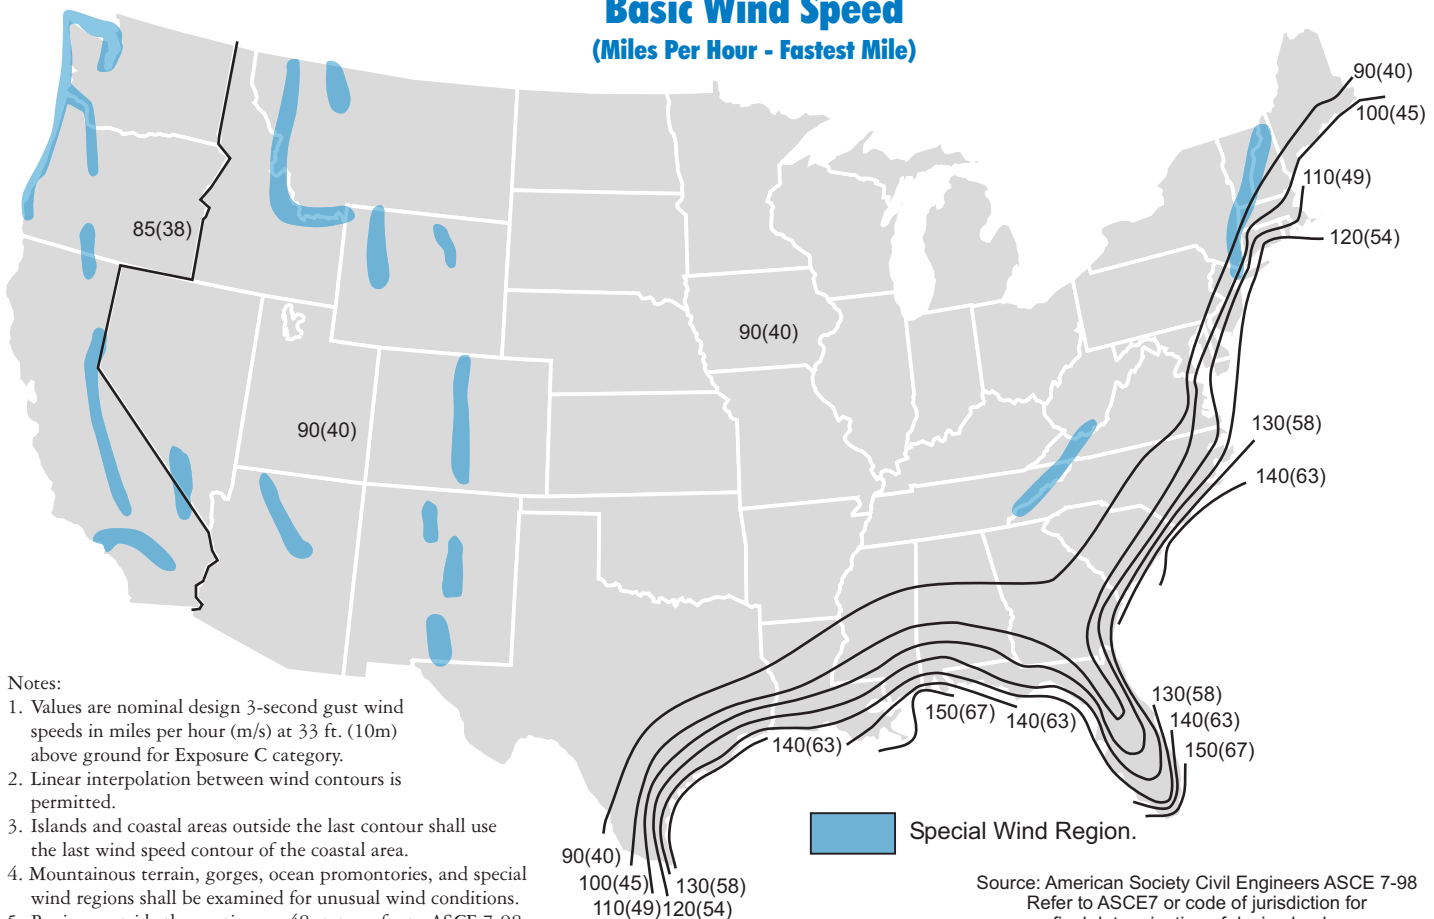 Basic Wind Speed
(Miles Per Hour - Fastest Mile)
90(40)
100(45)
110(49)
120(54)
85(38)
90(40)
90(40)
130(58)
140(63)
130(58)
140(63)
150(67)
150(67)
140(63)
140(63)
90(40)
100(45)
110(49)
120(54)
130(58)
Special Wind Region.
Notes:
1. Values are nominal design 3-second gust wind
speeds in miles per hour (m/s) at 33 ft. (10m)
above ground for Exposure C category.
2. Linear interpolation between wind contours is
permitted.
3. Islands and coastal areas outside the last contour shall use
the last wind speed contour of the coastal area.
4. Mountainous terrain, gorges, ocean promontories, and special
wind regions shall be examined for unusual wind conditions.
Source: American Society Civil Engineers ASCE 7-98
Refer to ASCE7 or code of jurisdiction for